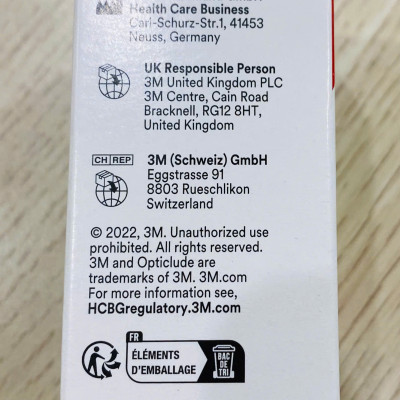 Health Care Business
Carl-Schurz-Str.1, 41453
Neuss, Germany
UK Responsible Person
3M United Kingdom PLC
3M Centre, Cain Road
Bracknell, RG12 8HT,
United Kingdom
CH REP
3M (Schweiz) GmbH
Eggstrasse 91
8803 Rueschlikon
Switzerland
© 2022, 3M. Unauthorized use
prohibited. All rights reserved.
3M and Opticlude are
trademarks of 3M. 3M.com
For more information see,
HCBGregulatory.3M.com
FR
ÉLÉMENTS
D'EMBALLAGE
BAC
DE
TRI